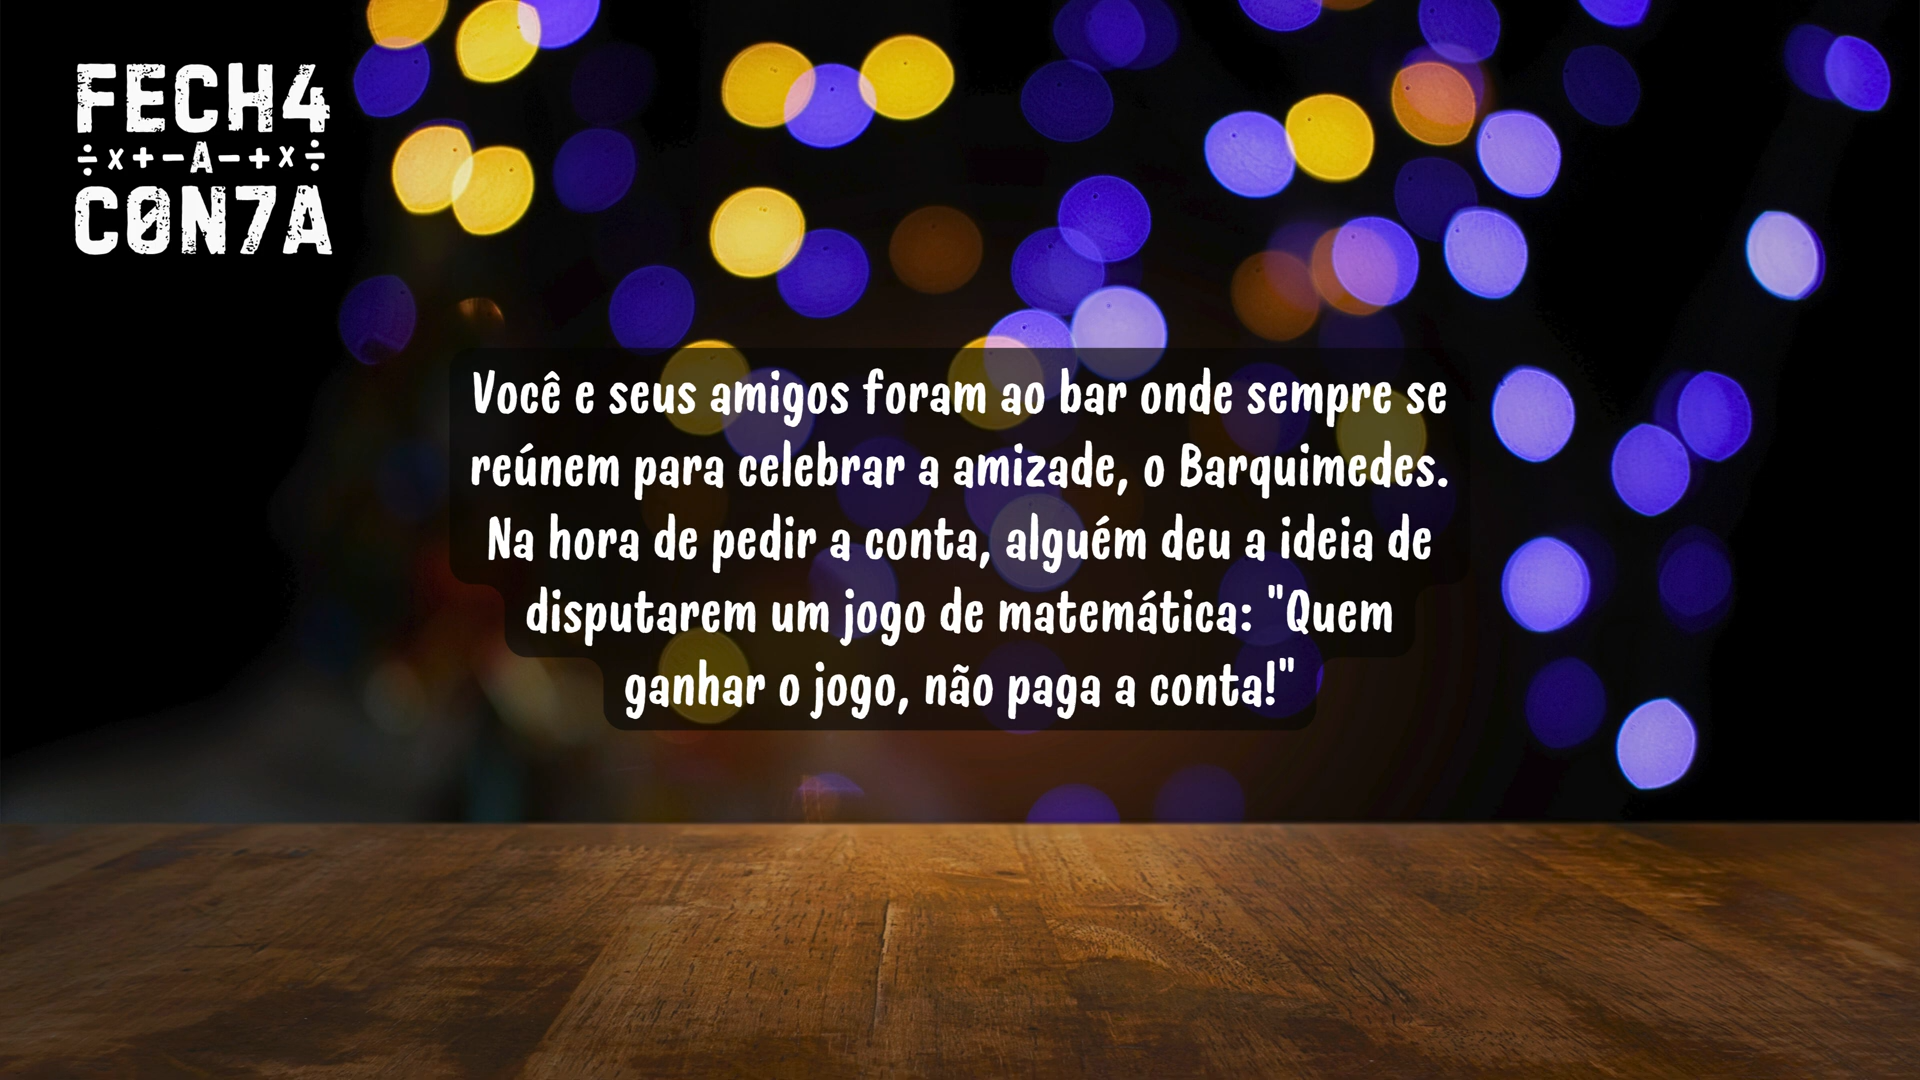 FECH4
÷×+-A-+×÷
C0N7A
Você e seus amigos foram ao bar onde sempre se
reúnem para celebrar a amizade, o Barquimedes.
Na hora de pedir a conta, alguém deu a ideia de
disputarem um jogo de matemática: "Quem
ganhar o jogo, não paga a conta!"